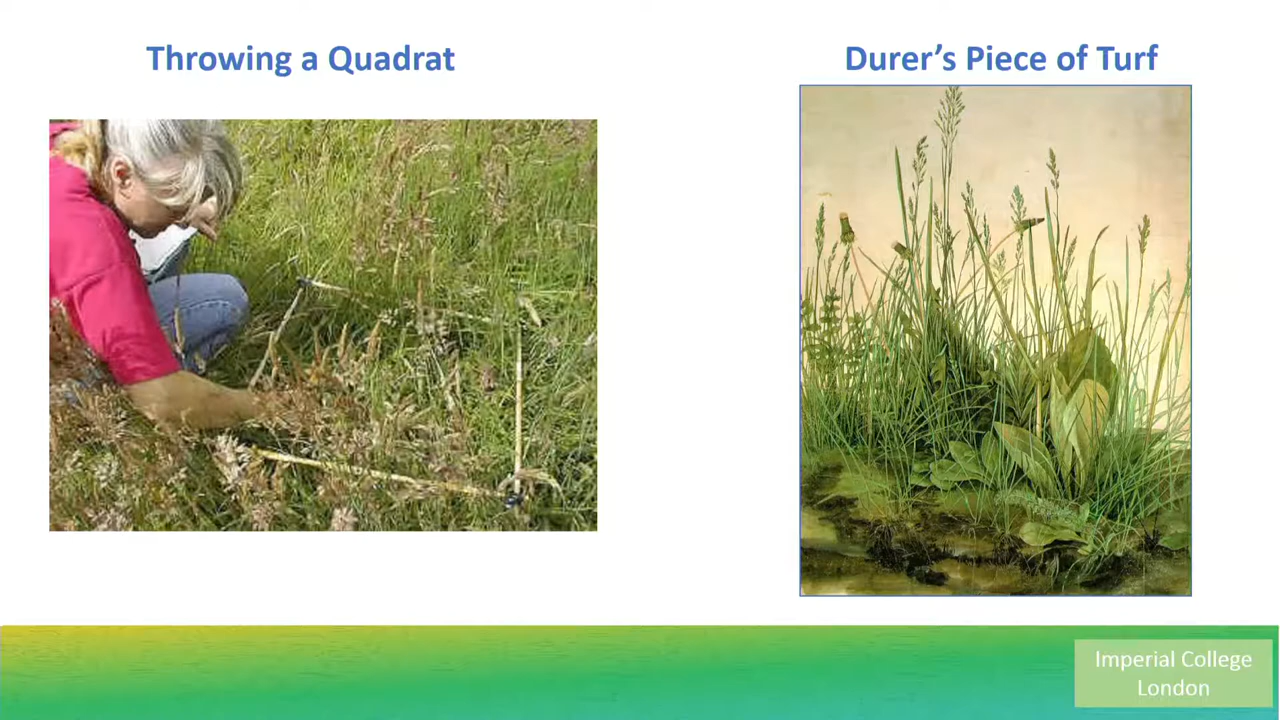 Throwing a Quadrat
Durer’s Piece of Turf
Imperial College
London